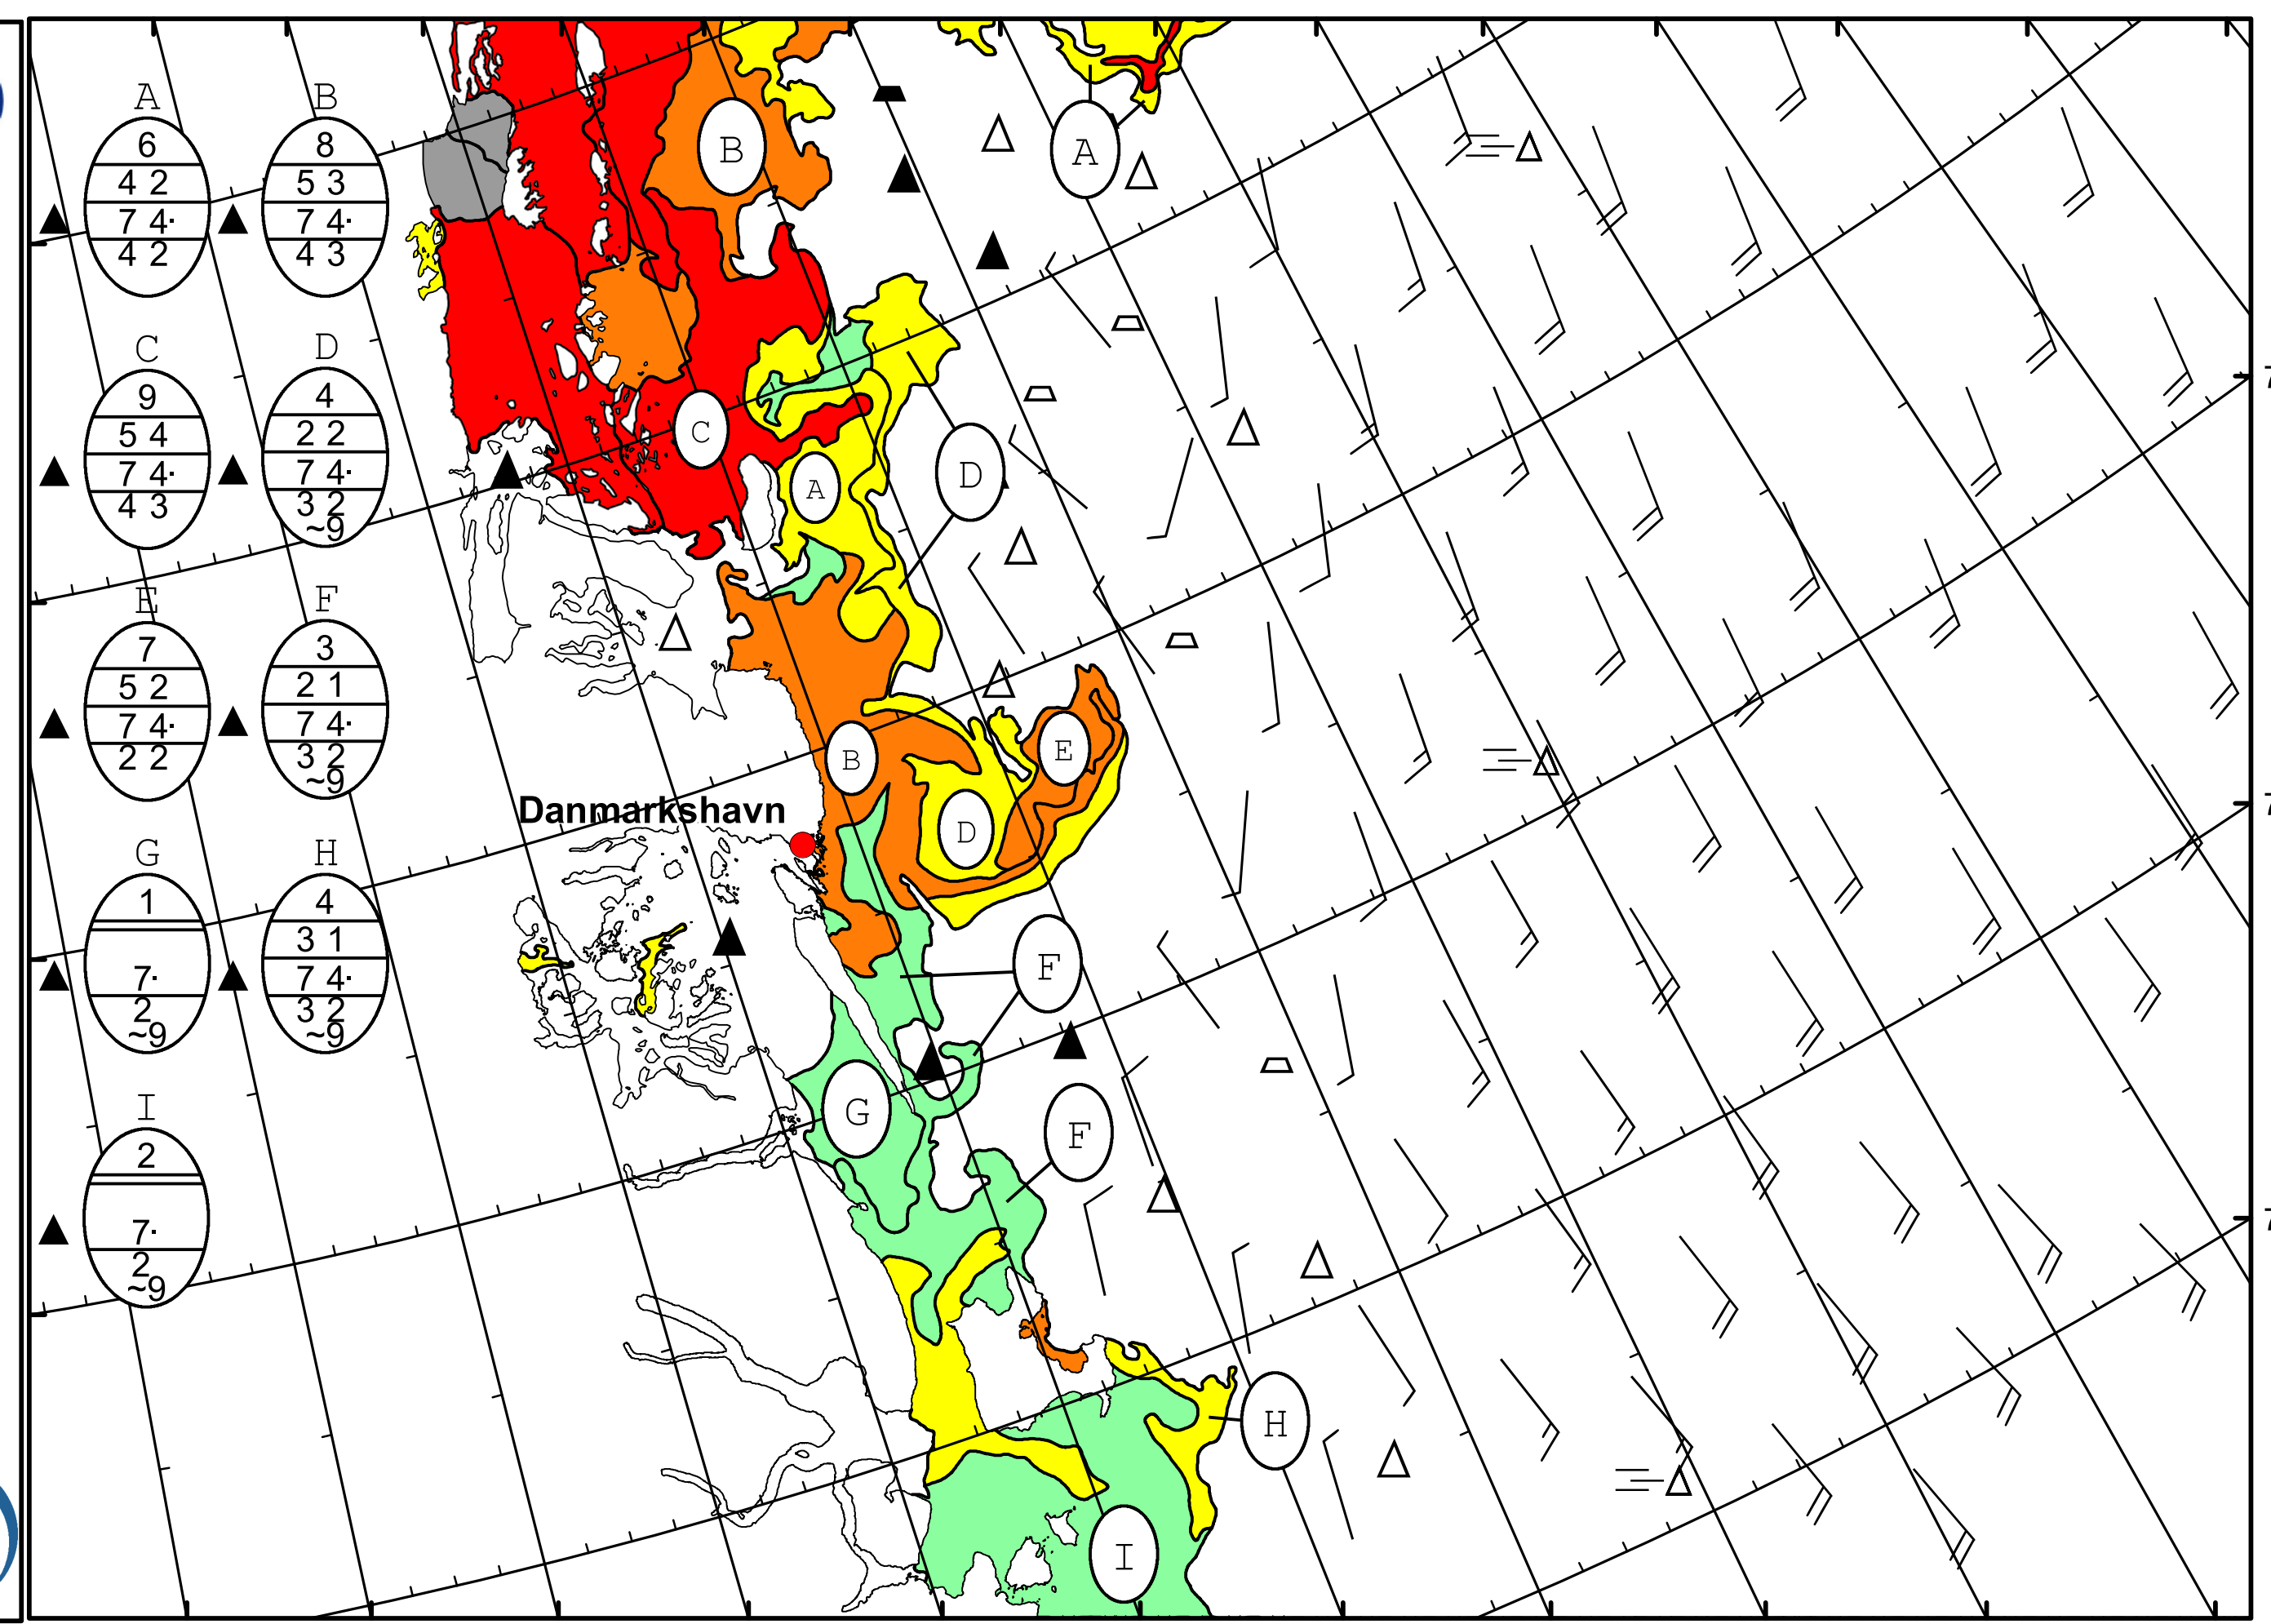 A B
6 8
4 2 5 3
7 4· 7 4·
4 2 4 3
C D
9 4
5 4 2 2
7 4· 7 4·
4 3 3 2
~9
E F
7 3
5 2 2 1
7 4· 7 4·
2 2 3 2
~9
G H
1 4
3 1
7· 7 4·
2 3 2
~9 ~9
I
2
7·
2
~9
B
A
C
D
A
B
E
D
Danmarkshavn
F
G
F
H
I